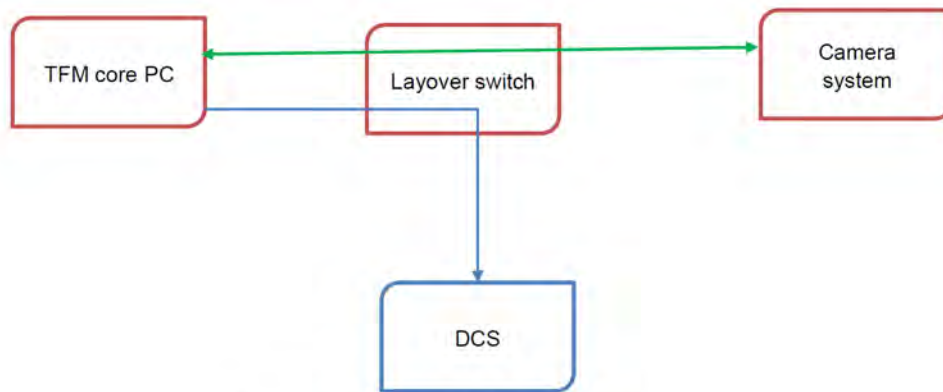 TFM core PC
Layover switch
Camera
system
DCS